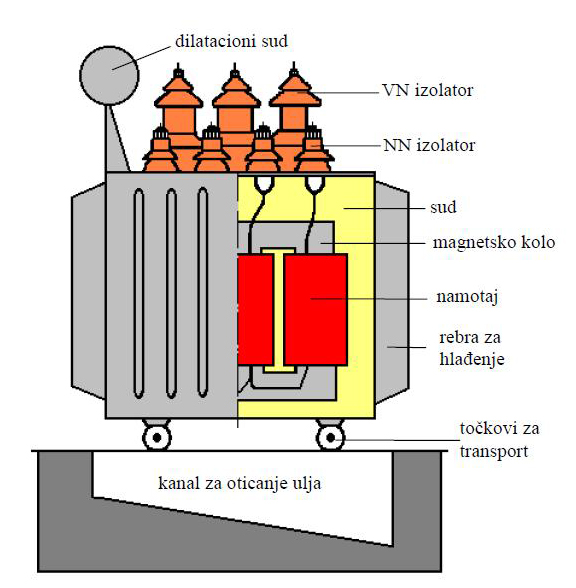 dilatacioni sud
VN izolator
NN izolator
sud
magnetsko kolo
namotaj
rebra za
hlađenje
točkovi za
transport
kanal za oticanje ulja